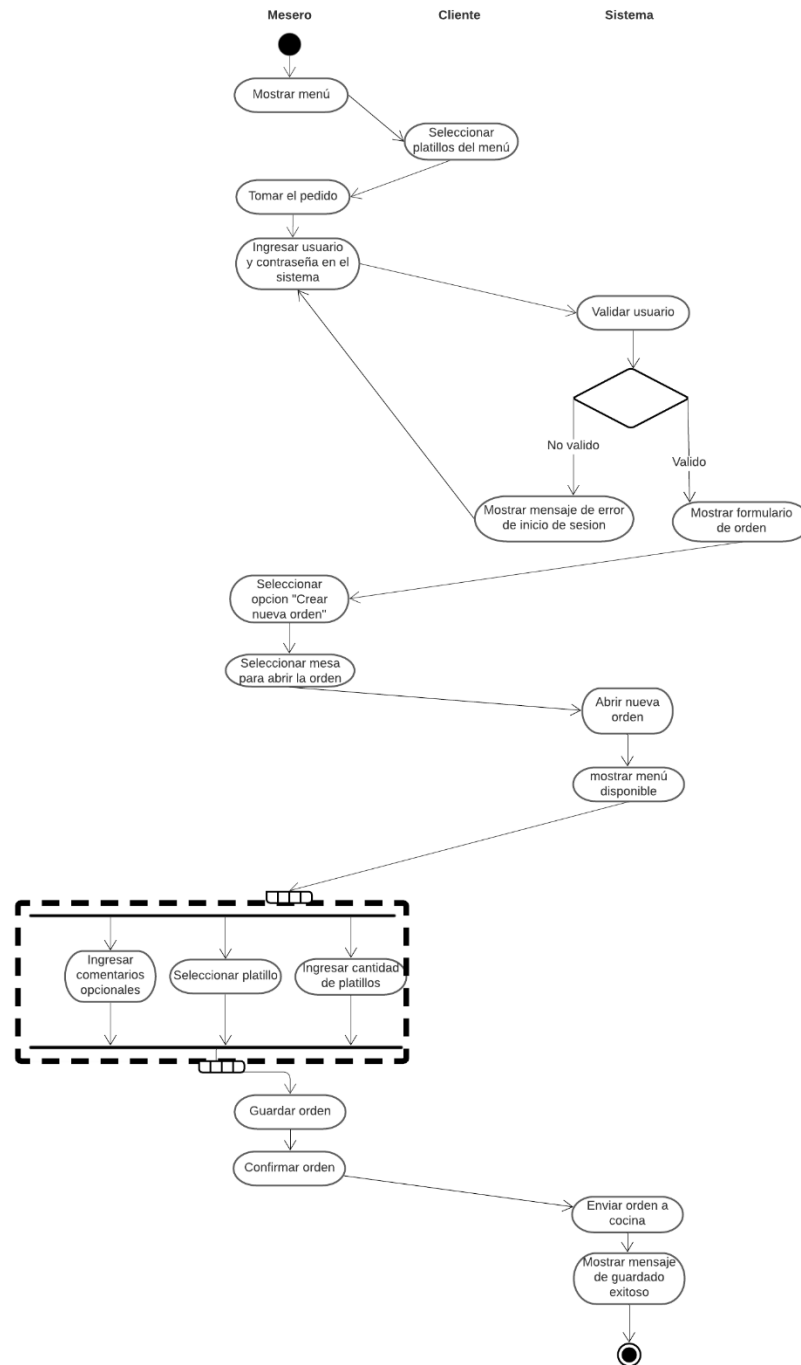 Mesero
Cliente
Sistema
Mostrar menú
Seleccionar
platillos del menú
Tomar el pedido
Ingresar usuario
y contraseña en el
sistema
Validar usuario
No valido
Valido
Mostrar mensaje de error
de inicio de sesion
Mostrar formulario
de orden
Seleccionar
opcion "Crear
nueva orden"
Seleccionar mesa
para abrir la orden
Abrir nueva
orden
mostrar menú
disponible
Ingresar
comentarios
opcionales
Seleccionar platillo
Ingresar cantidad
de platillos
Guardar orden
Confirmar orden
Enviar orden a
cocina
Mostrar mensaje
de guardado
exitoso